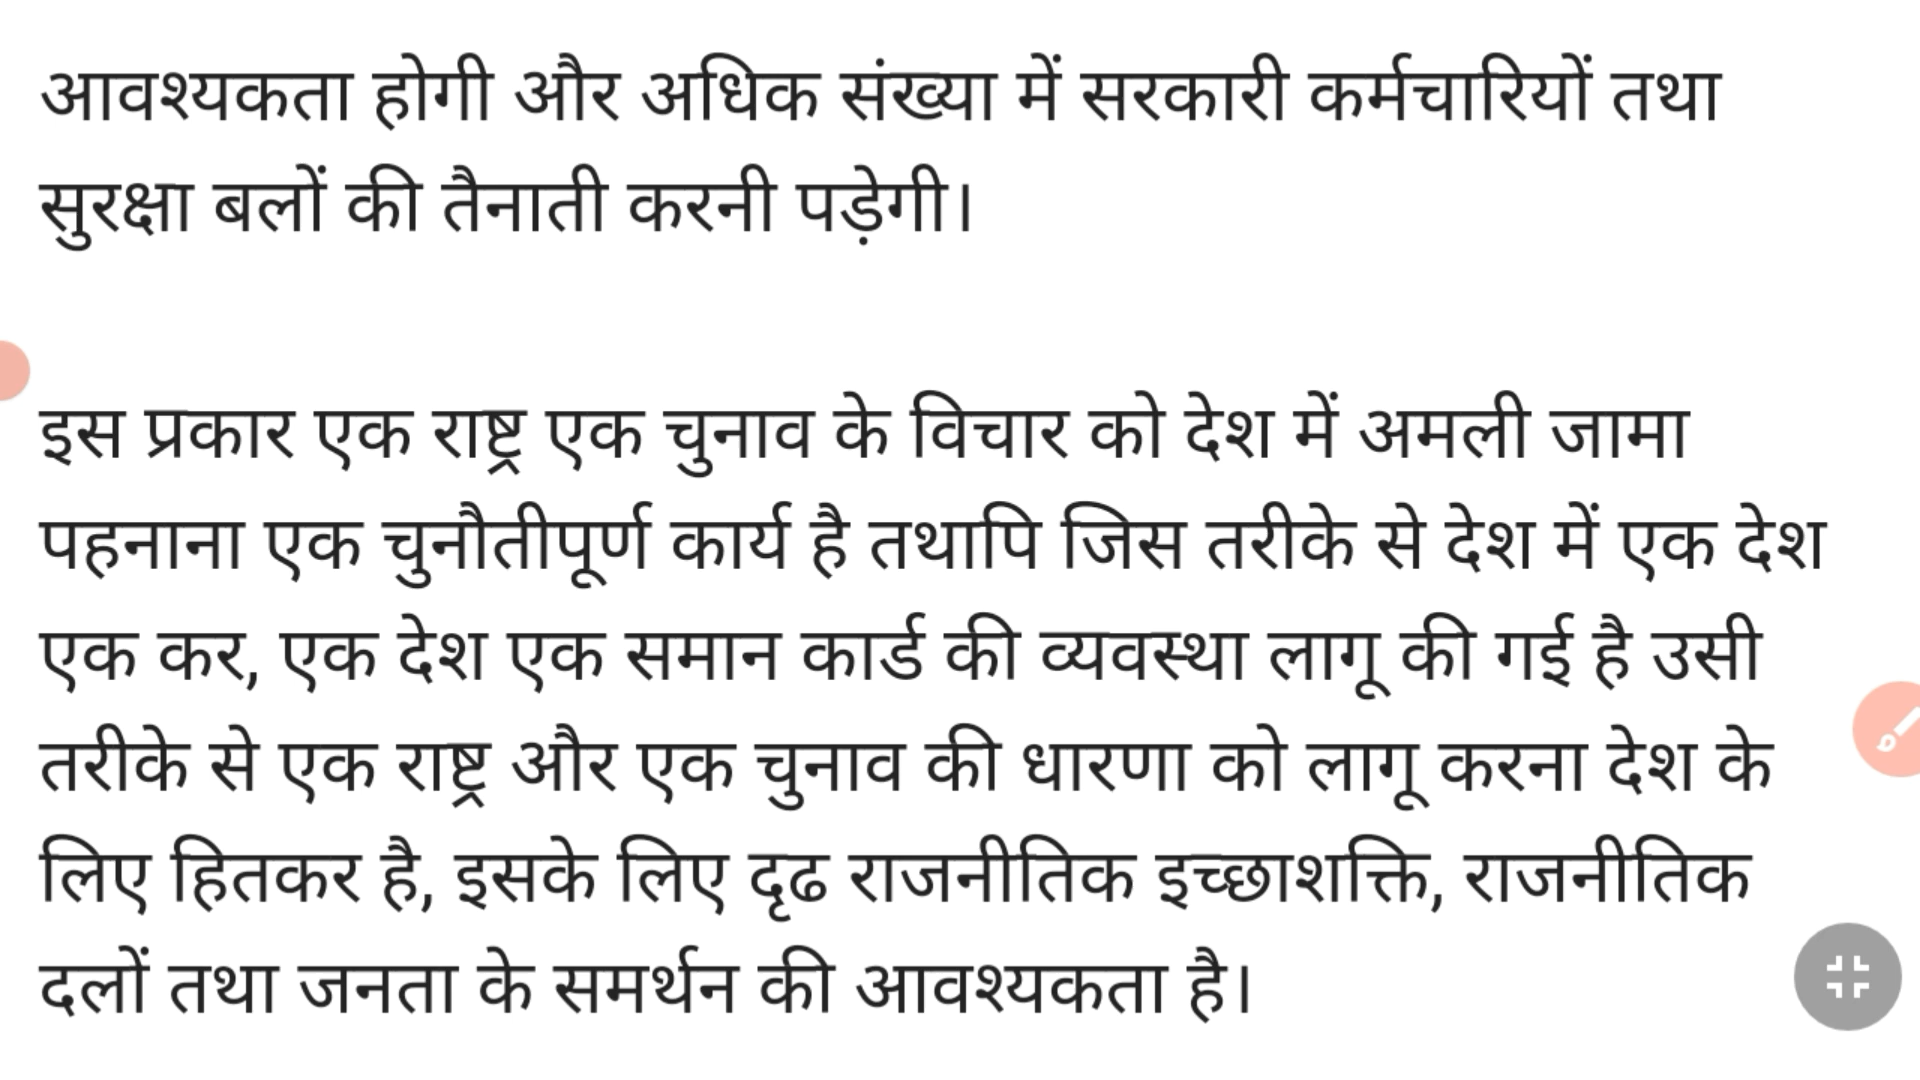 आवश्यकता होगी और अधिक संख्या में सरकारी कर्मचारियों तथा
सुरक्षा बलों की तैनाती करनी पड़ेगी।
इस प्रकार एक राष्ट्र एक चुनाव के विचार को देश में अमली जामा
पहनाना एक चुनौतीपूर्ण कार्य है तथापि जिस तरीके से देश में एक देश
एक कर, एक देश एक समान कार्ड की व्यवस्था लागू की गई है उसी
तरीके से एक राष्ट्र और एक चुनाव की धारणा को लागू करना देश के
लिए हितकर है, इसके लिए दृढ राजनीतिक इच्छाशक्ति, राजनीतिक
दलों तथा जनता के समर्थन की आवश्यकता है।